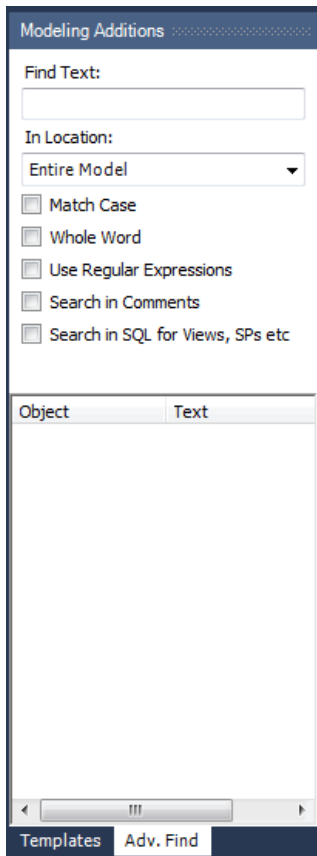 Modeling Additions
Find Text:
In Location:
Entire Model
Match Case
Whole Word
Use Regular Expressions
Search in Comments
Search in SQL for Views, SPs etc
Object Text
Templates Adv. Find